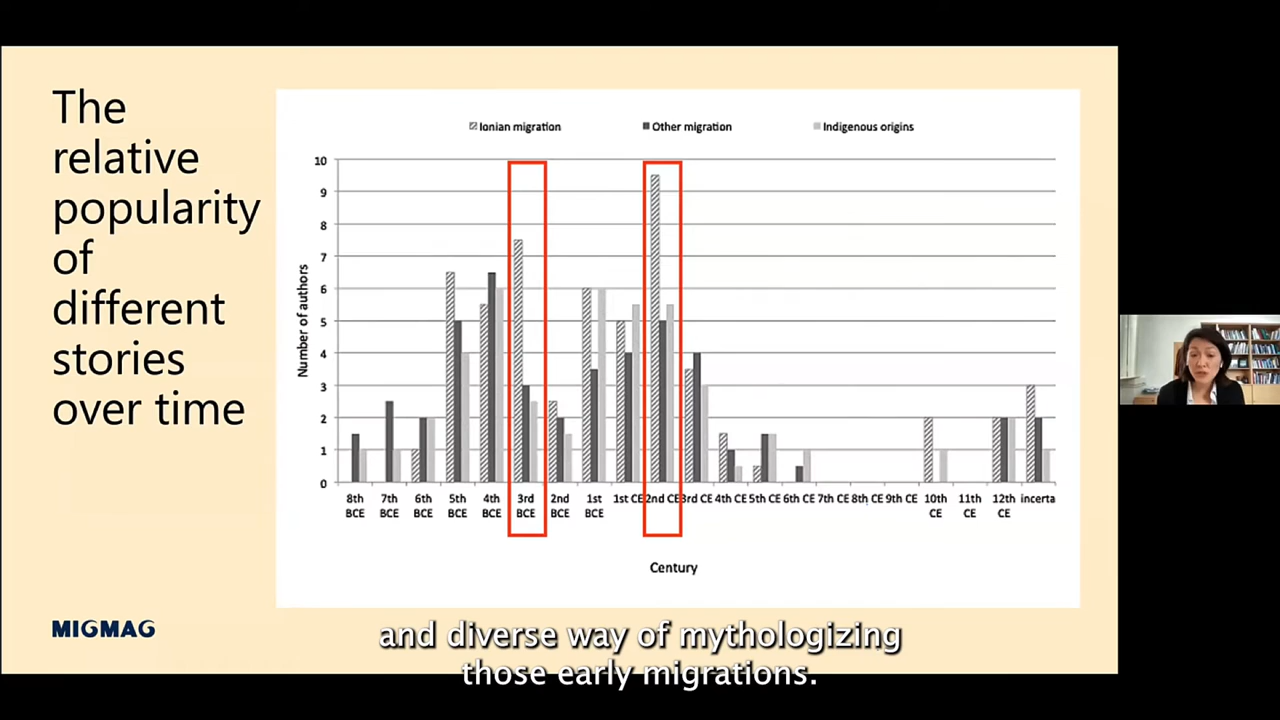 The
relative
popularity
of
different
stories
over time
Ionian migration
Other migration
Indigenous origins
10
9
8
7
6
5
4
3
2
1
0
Number of authors
8th BCE
7th BCE
6th BCE
5th BCE
4th BCE
3rd BCE
2nd BCE
1st BCE
1st CE
2nd CE
3rd CE
4th CE
5th CE
6th CE
7th CE
8th CE
9th CE
10th CE
11th CE
12th CE
incerta
Century
MIGMAG
and diverse way of mythologizing
those early migrations.